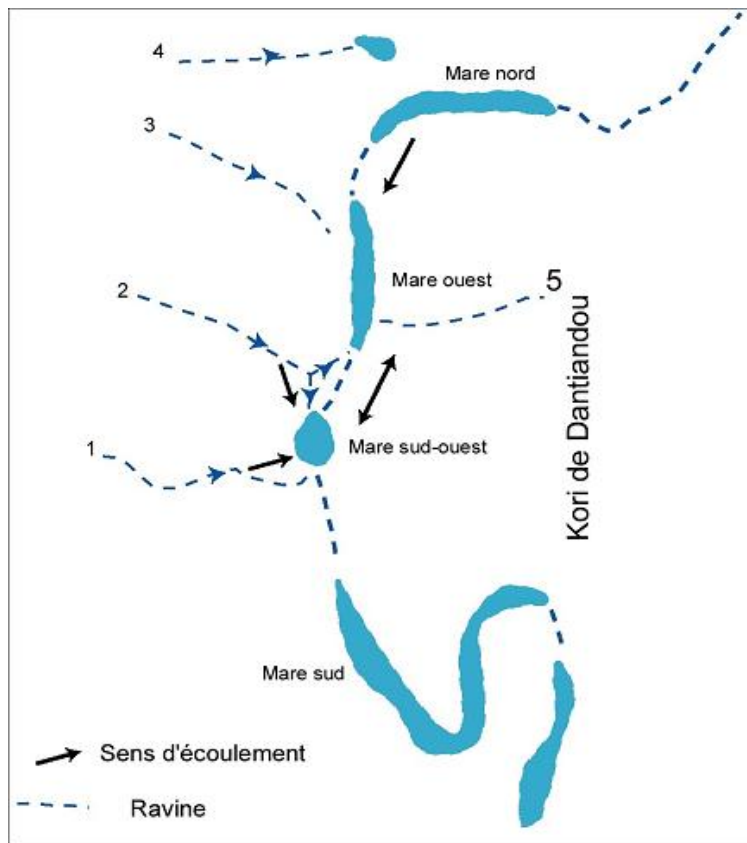 4
Mare nord
3
Mare ouest
5
2
Kori de Dantiandou
1
Mare sud-ouest
Mare sud
Sens d'écoulement
Ravine